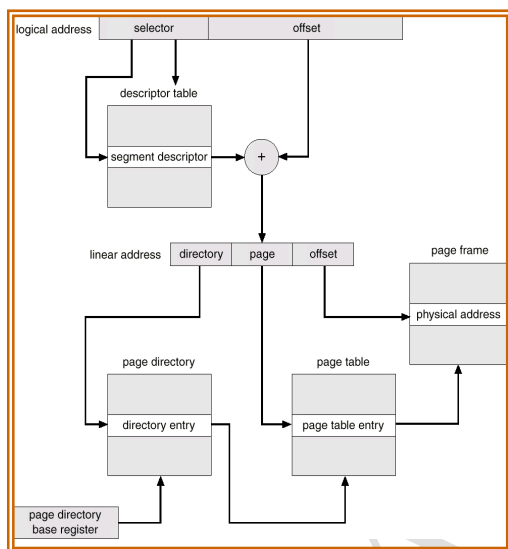 logical address
selector
offset
descriptor table
segment descriptor
+
linear address
directory
page
offset
page frame
physical address
page directory
page table
directory entry
page table entry
page directory
base register